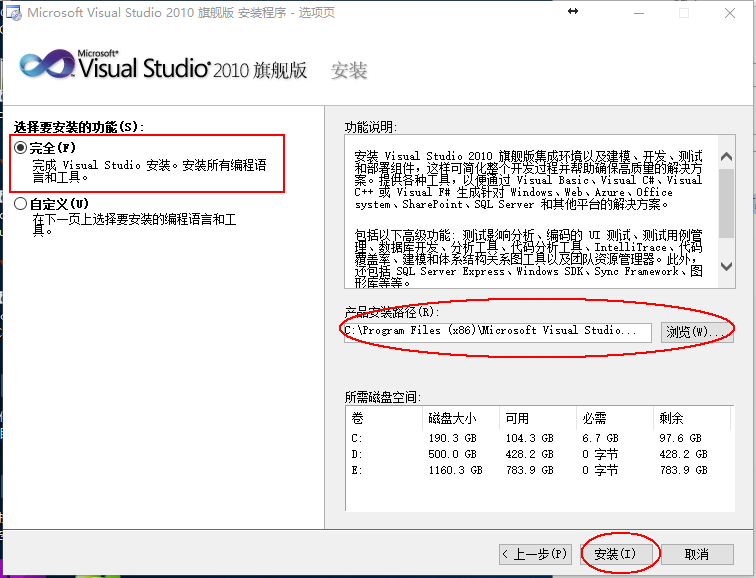 Microsoft Visual Studio 2010 旗舰版 安装程序 - 选项页
Microsoft®
Visual Studio® 2010 旗舰版 安装
选择要安装的功能(S):
完全(F)
完成 Visual Studio 安装。安装所有编程语
言和工具。
自定义(U)
在下一页上选择要安装的编程语言和工
具。
功能说明:
安装 Visual Studio 2010 旗舰版集成环境以及建模、开发、测试
和部署组件，这样可简化整个开发过程并帮助确保高质量的解决方
案。提供各种工具，以便通过 Visual Basic、Visual C#、Visual
C++ 或 Visual F# 生成针对 Windows、Web、Azure、Office
system、SharePoint、SQL Server 和其他平台的解决方案。
包括以下高级功能: 测试影响分析、编码的 UI 测试、测试用例管
理、数据库开发、分析工具、代码分析工具、IntelliTrace、代码
覆盖率、建模和体系结构关系图工具以及团队资源管理器。此外，
还包括 SQL Server Express、Windows SDK、Sync Framework、图
形库等等。
产品安装路径(R):
C:\Program Files (x86)\Microsoft Visual Studio...
浏览(W)...
所需磁盘空间:
卷 磁盘大小 可用 必需 剩余
C: 190.3 GB 104.3 GB 6.7 GB 97.6 GB
D: 500.0 GB 428.2 GB 0 字节 428.2 GB
E: 1160.3 GB 783.9 GB 0 字节 783.9 GB
< 上一步(P) 安装(I) 取消